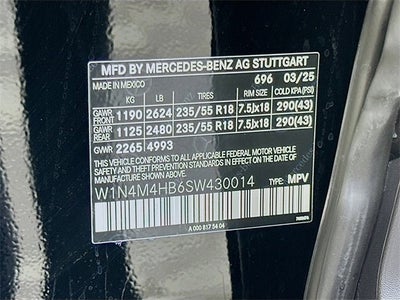 MFD BY MERCEDES-BENZ AG STUTTGART
MADE IN MEXICO 696 03/25
KG LB TIRES RIM SIZE COLD KPA(PSI)
GAWR FRONT 1190 2624 235/55 R18 7.5Jx18 290(43)
GAWR REAR 1125 2480 235/55 R18 7.5Jx18 290(43)
GVWR 2265 4993
THIS VEHICLE CONFORMS TO ALL APPLICABLE FEDERAL MOTOR VEHICLE
SAFETY STANDARDS IN EFFECT ON THE DATE OF MANUFACTURE SHOWN ABOVE.
W1N4M4HB6SW430014 TYPE: MPV
A 000 817 54 04